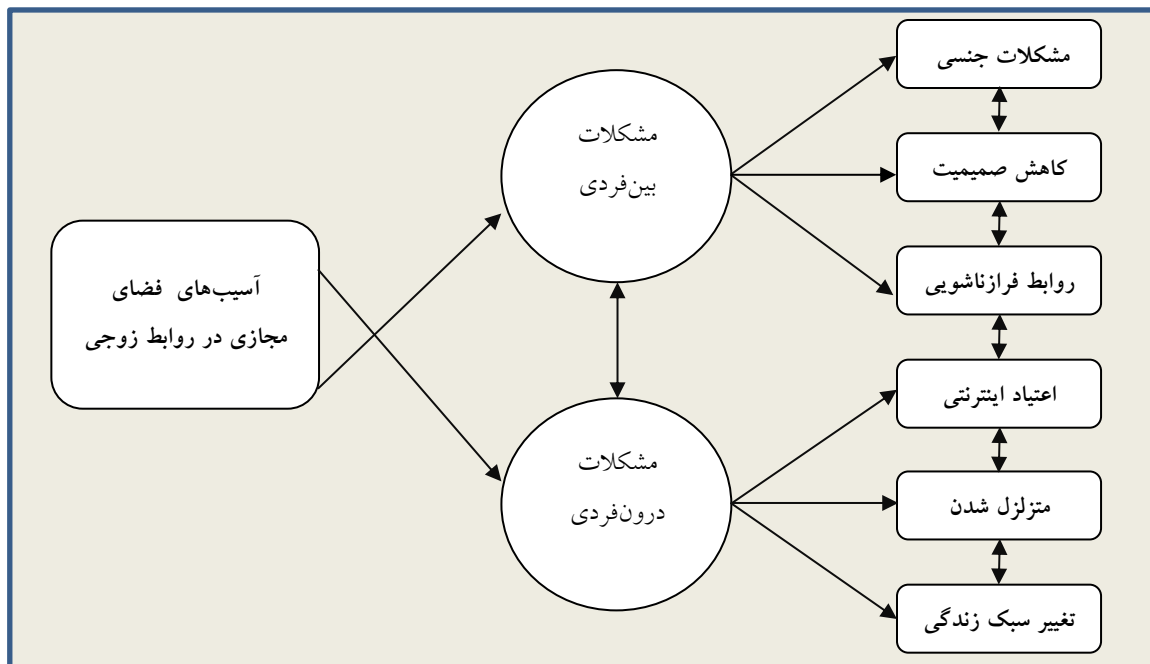 آسیب‌های فضای
مجازی در روابط زوجی
مشکلات
بین‌فردی
مشکلات
درون‌فردی
مشکلات جنسی
کاهش صمیمیت
روابط فرازناشویی
اعتیاد اینترنتی
متزلزل شدن
تغییر سبک زندگی